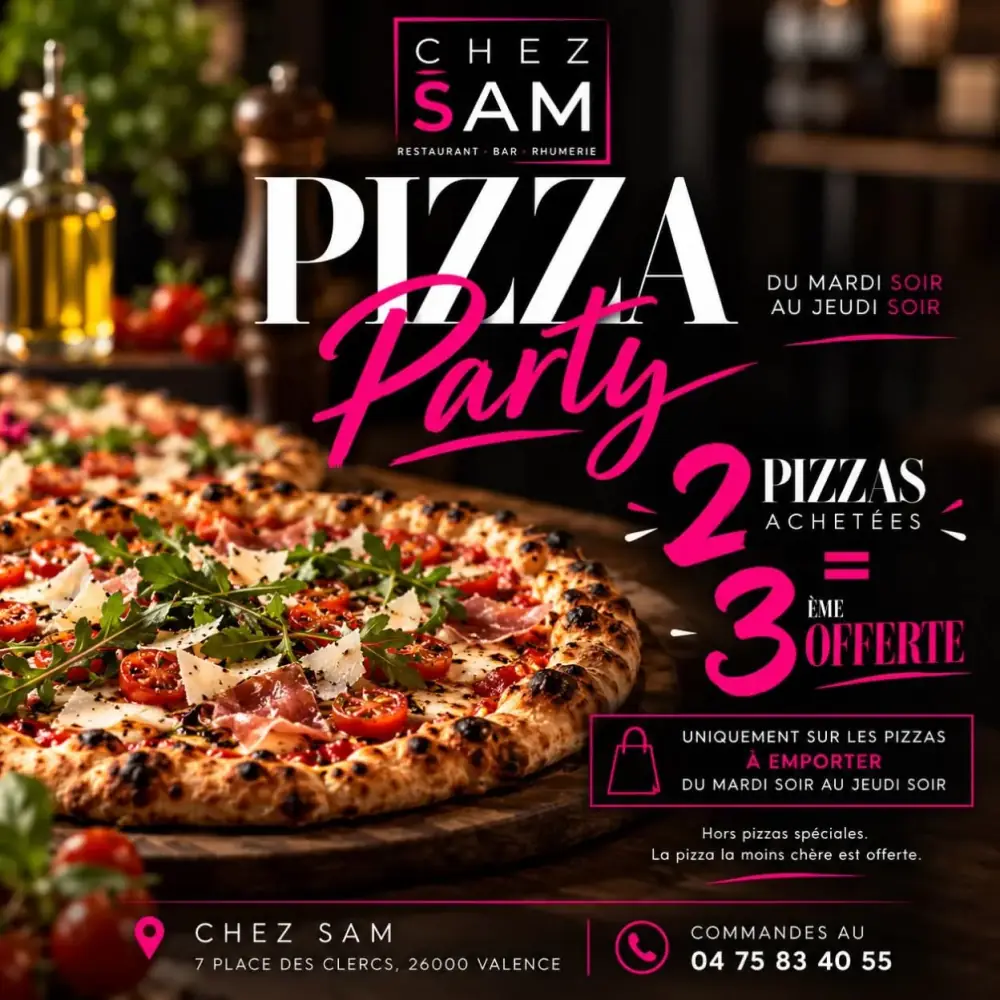 CHEZ
SAM
RESTAURANT · BAR · RHUMERIE
PIZZA
Party
DU MARDI SOIR
AU JEUDI SOIR
2 PIZZAS
ACHETÉES
=
3 ÈME
OFFERTE
UNIQUEMENT SUR LES PIZZAS
À EMPORTER
DU MARDI SOIR AU JEUDI SOIR
Hors pizzas spéciales.
La pizza la moins chère est offerte.
CHEZ SAM
7 PLACE DES CLERCS, 26000 VALENCE
COMMANDES AU
04 75 83 40 55